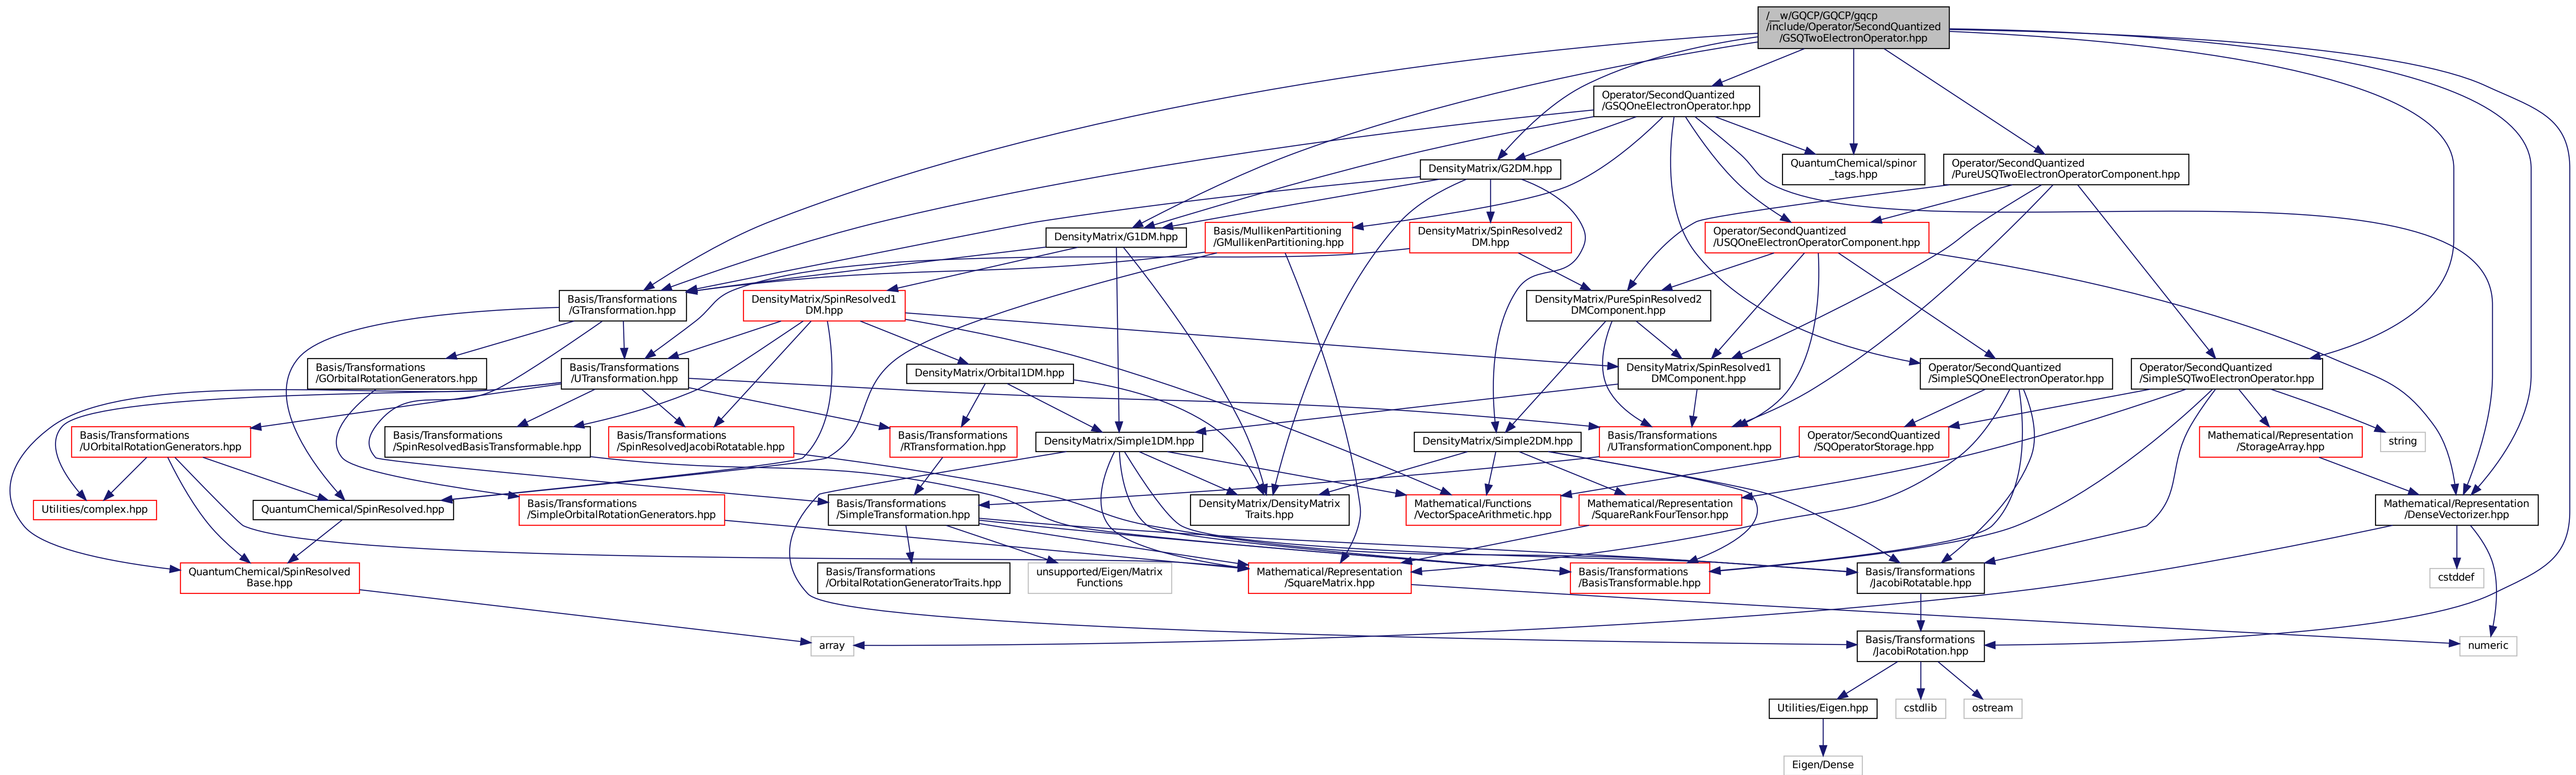 /__w/GQCP/GQCP/gqcp
/include/Operator/SecondQuantized
/GSQTwoElectronOperator.hpp
Operator/SecondQuantized
/GSQOneElectronOperator.hpp
DensityMatrix/G2DM.hpp
QuantumChemical/spinor
_tags.hpp
Operator/SecondQuantized
/PureUSQTwoElectronOperatorComponent.hpp
DensityMatrix/G1DM.hpp
Basis/MullikenPartitioning
/GMullikenPartitioning.hpp
DensityMatrix/SpinResolved2
DM.hpp
Operator/SecondQuantized
/USQOneElectronOperatorComponent.hpp
Basis/Transformations
/GTransformation.hpp
DensityMatrix/SpinResolved1
DM.hpp
DensityMatrix/PureSpinResolved2
DMComponent.hpp
Basis/Transformations
/GOrbitalRotationGenerators.hpp
Basis/Transformations
/UTransformation.hpp
DensityMatrix/Orbital1DM.hpp
DensityMatrix/SpinResolved1
DMComponent.hpp
Operator/SecondQuantized
/SimpleSQOneElectronOperator.hpp
Operator/SecondQuantized
/SimpleSQTwoElectronOperator.hpp
Basis/Transformations
/UOrbitalRotationGenerators.hpp
Basis/Transformations
/SpinResolvedBasisTransformable.hpp
Basis/Transformations
/SpinResolvedJacobiRotatable.hpp
Basis/Transformations
/RTransformation.hpp
DensityMatrix/Simple1DM.hpp
DensityMatrix/Simple2DM.hpp
Basis/Transformations
/UTransformationComponent.hpp
Operator/SecondQuantized
/SQOperatorStorage.hpp
Mathematical/Representation
/StorageArray.hpp
string
Utilities/complex.hpp
QuantumChemical/SpinResolved.hpp
Basis/Transformations
/SimpleOrbitalRotationGenerators.hpp
Basis/Transformations
/SimpleTransformation.hpp
DensityMatrix/DensityMatrix
Traits.hpp
Mathematical/Functions
/VectorSpaceArithmetic.hpp
Mathematical/Representation
/SquareRankFourTensor.hpp
Mathematical/Representation
/DenseVectorizer.hpp
QuantumChemical/SpinResolved
Base.hpp
Basis/Transformations
/OrbitalRotationGeneratorTraits.hpp
unsupported/Eigen/Matrix
Functions
Mathematical/Representation
/SquareMatrix.hpp
Basis/Transformations
/BasisTransformable.hpp
Basis/Transformations
/JacobiRotatable.hpp
cstddef
array
Basis/Transformations
/JacobiRotation.hpp
numeric
Utilities/Eigen.hpp
cstdlib
ostream
Eigen/Dense